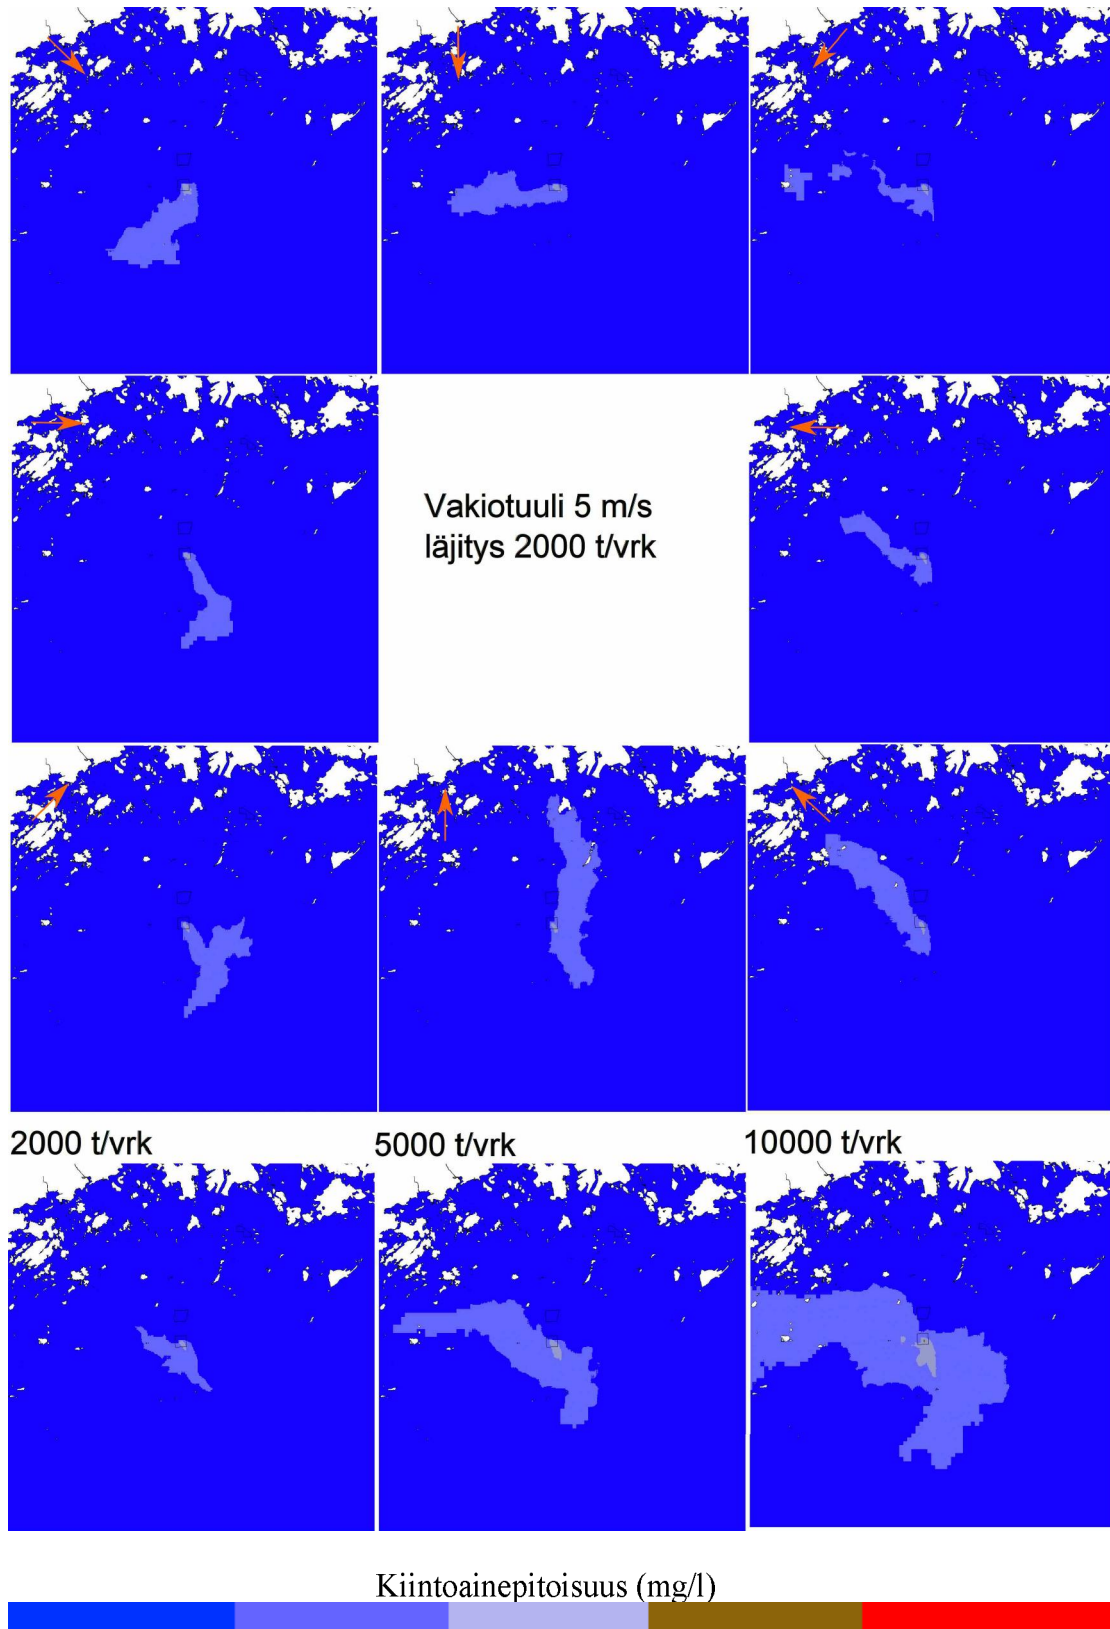 Vakiotuuli 5 m/s
läjitys 2000 t/vrk
2000 t/vrk
5000 t/vrk
10000 t/vrk
Kiintoainepitoisuus (mg/l)